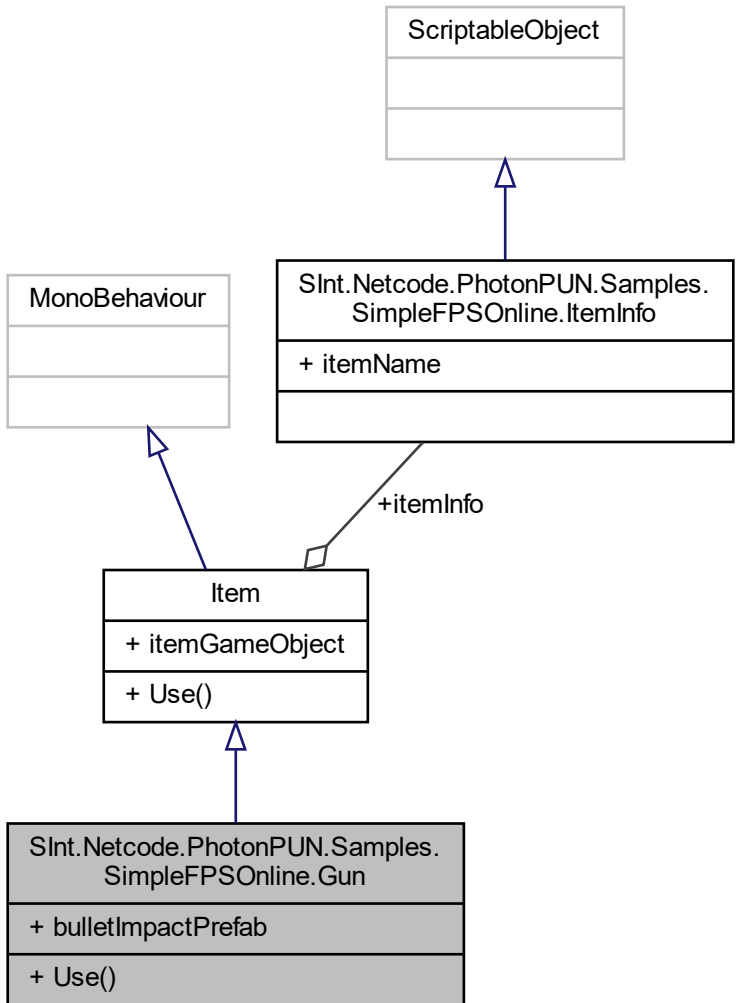 ScriptableObject
MonoBehaviour
SInt.Netcode.PhotonPUN.Samples.
SimpleFPSOnline.ItemInfo
+ itemName
+itemInfo
Item
+ itemGameObject
+ Use()
SInt.Netcode.PhotonPUN.Samples.
SimpleFPSOnline.Gun
+ bulletImpactPrefab
+ Use()